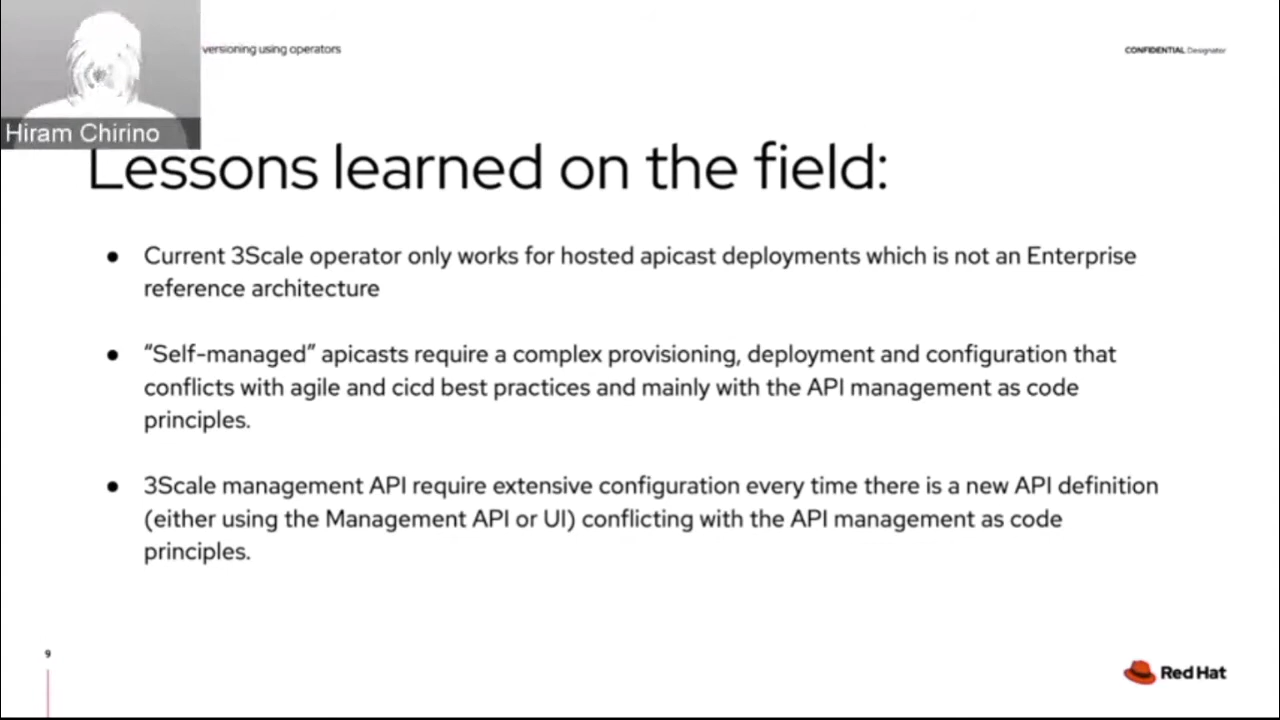 versioning using operators
CONFIDENTIAL Designator
Hiram Chirino
Lessons learned on the field:
● Current 3Scale operator only works for hosted apicast deployments which is not an Enterprise
reference architecture
● “Self-managed” apicasts require a complex provisioning, deployment and configuration that
conflicts with agile and cicd best practices and mainly with the API management as code
principles.
● 3Scale management API require extensive configuration every time there is a new API definition
(either using the Management API or UI) conflicting with the API management as code
principles.
9
Red Hat